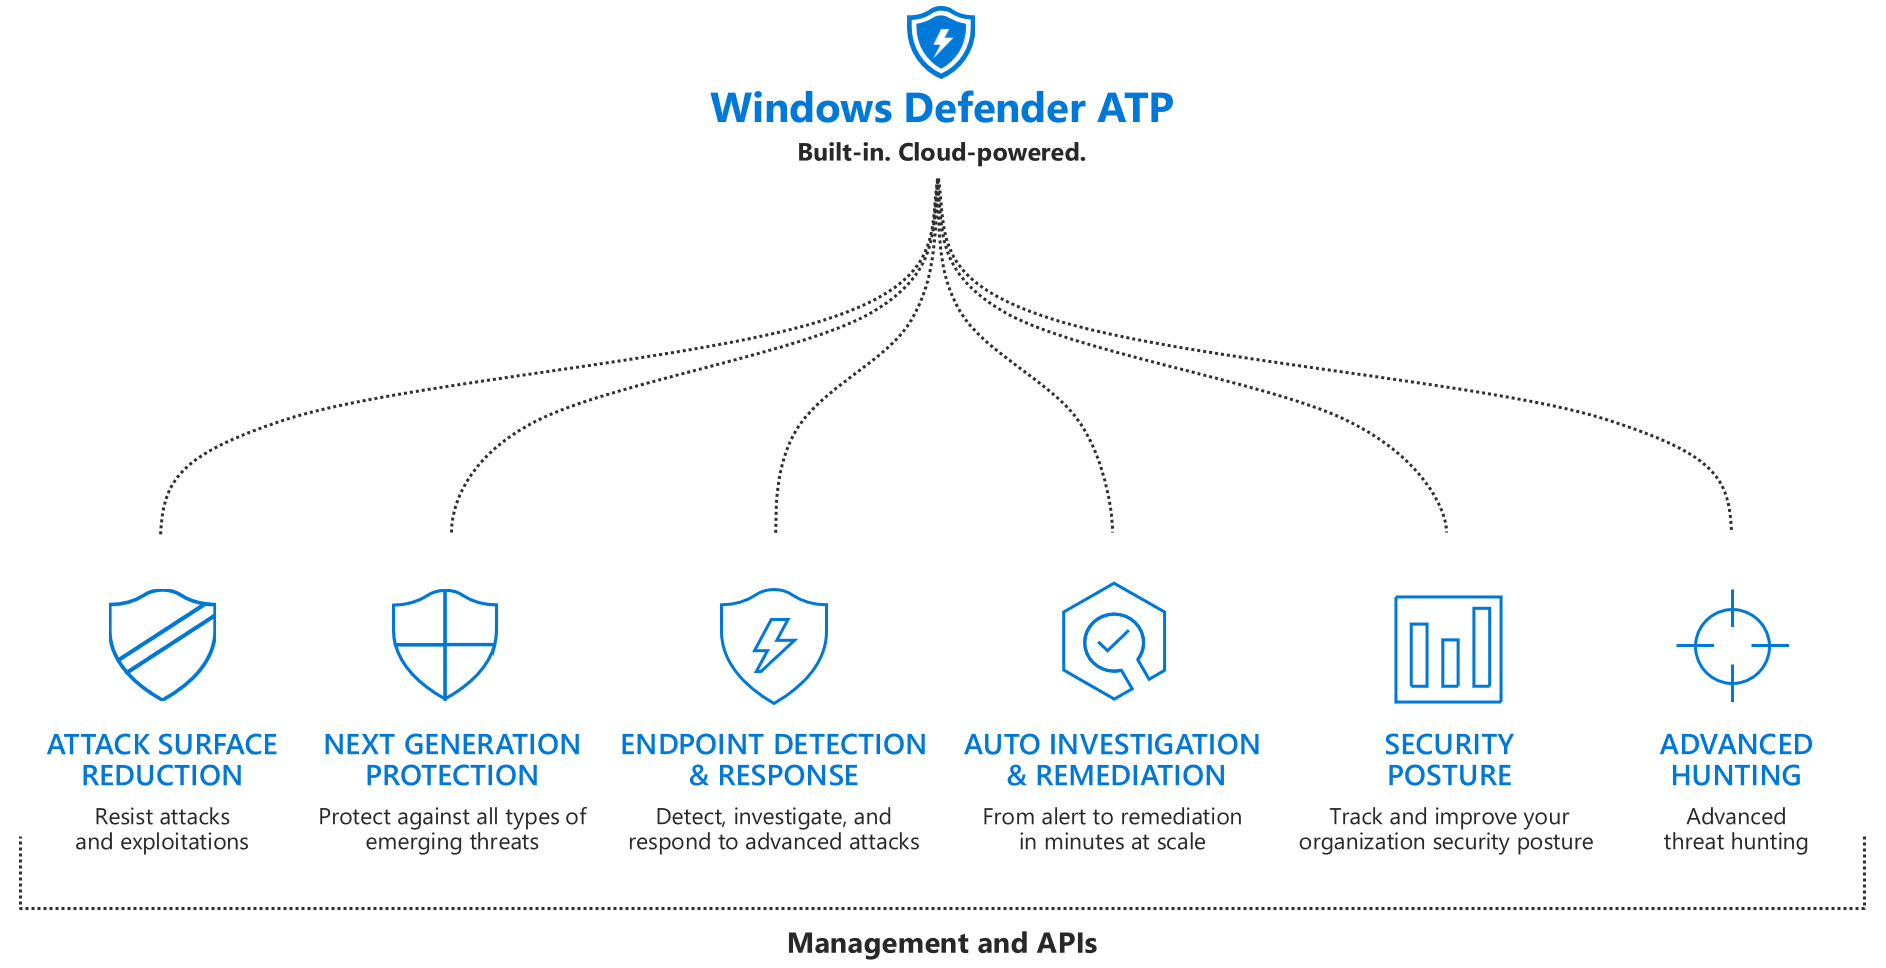 Windows Defender ATP
Built-in. Cloud-powered.
ATTACK SURFACE
REDUCTION
Resist attacks
and exploitations
NEXT GENERATION
PROTECTION
Protect against all types of
emerging threats
ENDPOINT DETECTION
& RESPONSE
Detect, investigate, and
respond to advanced attacks
AUTO INVESTIGATION
& REMEDIATION
From alert to remediation
in minutes at scale
SECURITY
POSTURE
Track and improve your
organization security posture
ADVANCED
HUNTING
Advanced
threat hunting
Management and APIs